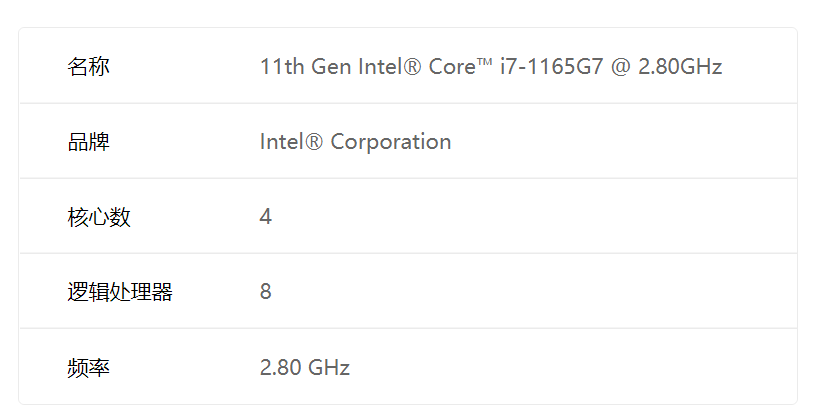 名称 11th Gen Intel® Core™ i7-1165G7 @ 2.80GHz
品牌 Intel® Corporation
核心数 4
逻辑处理器 8
频率 2.80 GHz